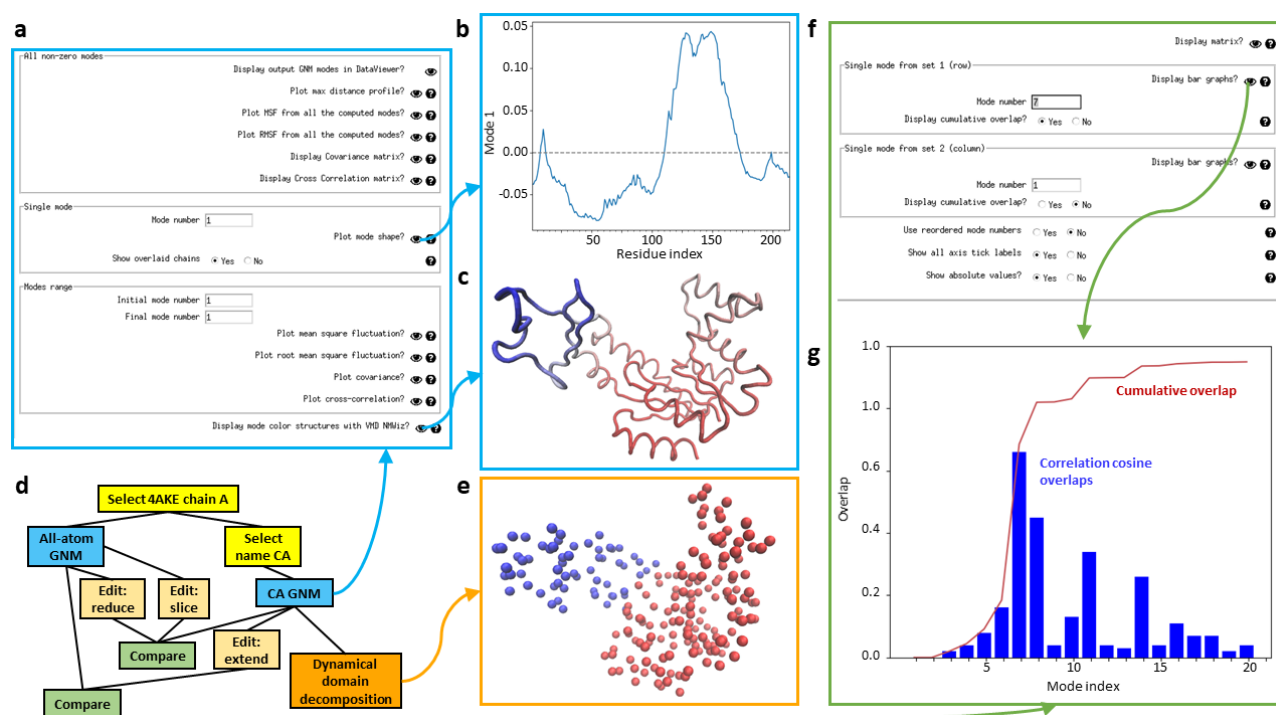 a
All non-zero modes
Display output GNM modes in DataViewer?
Plot max distance profile?
Plot MSF from all the computed modes?
Plot RMSF from all the computed modes?
Display Covariance matrix?
Display Cross Correlation matrix?
Single mode
Mode number 1
Plot mode shape?
Show overlaid chains Yes No
Modes range
Initial mode number 1
Final mode number 1
Plot mean square fluctuation?
Plot root mean square fluctuation?
Plot covariance?
Plot cross-correlation?
Display mode color structures with VMD NMWiz?
b
0.05
0.10
0.05
0.00
-0.05
Mode 1
50 100 150 200
Residue index
c
d
Select 4AKE chain A
All-atom
GNM
Select
name CA
Edit:
reduce
Edit:
slice
CA GNM
Compare
Edit:
extend
Dynamical
domain
decomposition
Compare
e
f
Display matrix?
Single mode from set 1 (row)
Display bar graphs?
Mode number 7
Display cumulative overlap? Yes No
Single mode from set 2 (column)
Display bar graphs?
Mode number 1
Display cumulative overlap? Yes No
Use reordered mode numbers Yes No
Show all axis tick labels Yes No
Show absolute values? Yes No
g
1.0
1.0
0.6
0.4
0.2
0.0
Overlap
Cumulative overlap
Correlation cosine
overlaps
5 10 15 20
Mode index